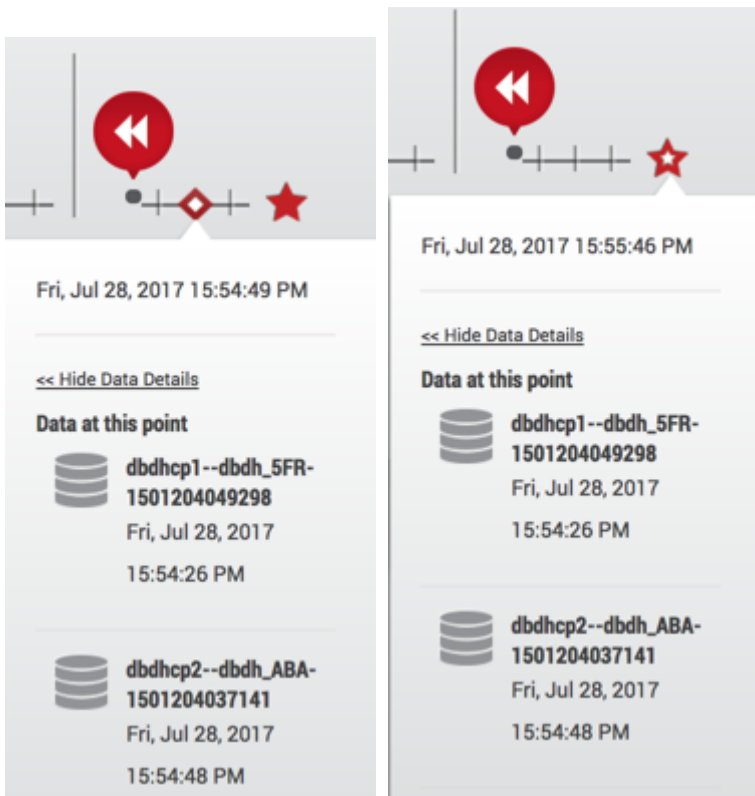 Fri, Jul 28, 2017 15:54:49 PM
<< Hide Data Details
Data at this point
dbdhcp1--dbdh_5FR-
1501204049298
Fri, Jul 28, 2017
15:54:26 PM
dbdhcp2--dbdh_ABA-
1501204037141
Fri, Jul 28, 2017
15:54:48 PM
Fri, Jul 28, 2017 15:55:46 PM
<< Hide Data Details
Data at this point
dbdhcp1--dbdh_5FR-
1501204049298
Fri, Jul 28, 2017
15:54:26 PM
dbdhcp2--dbdh_ABA-
1501204037141
Fri, Jul 28, 2017
15:54:48 PM